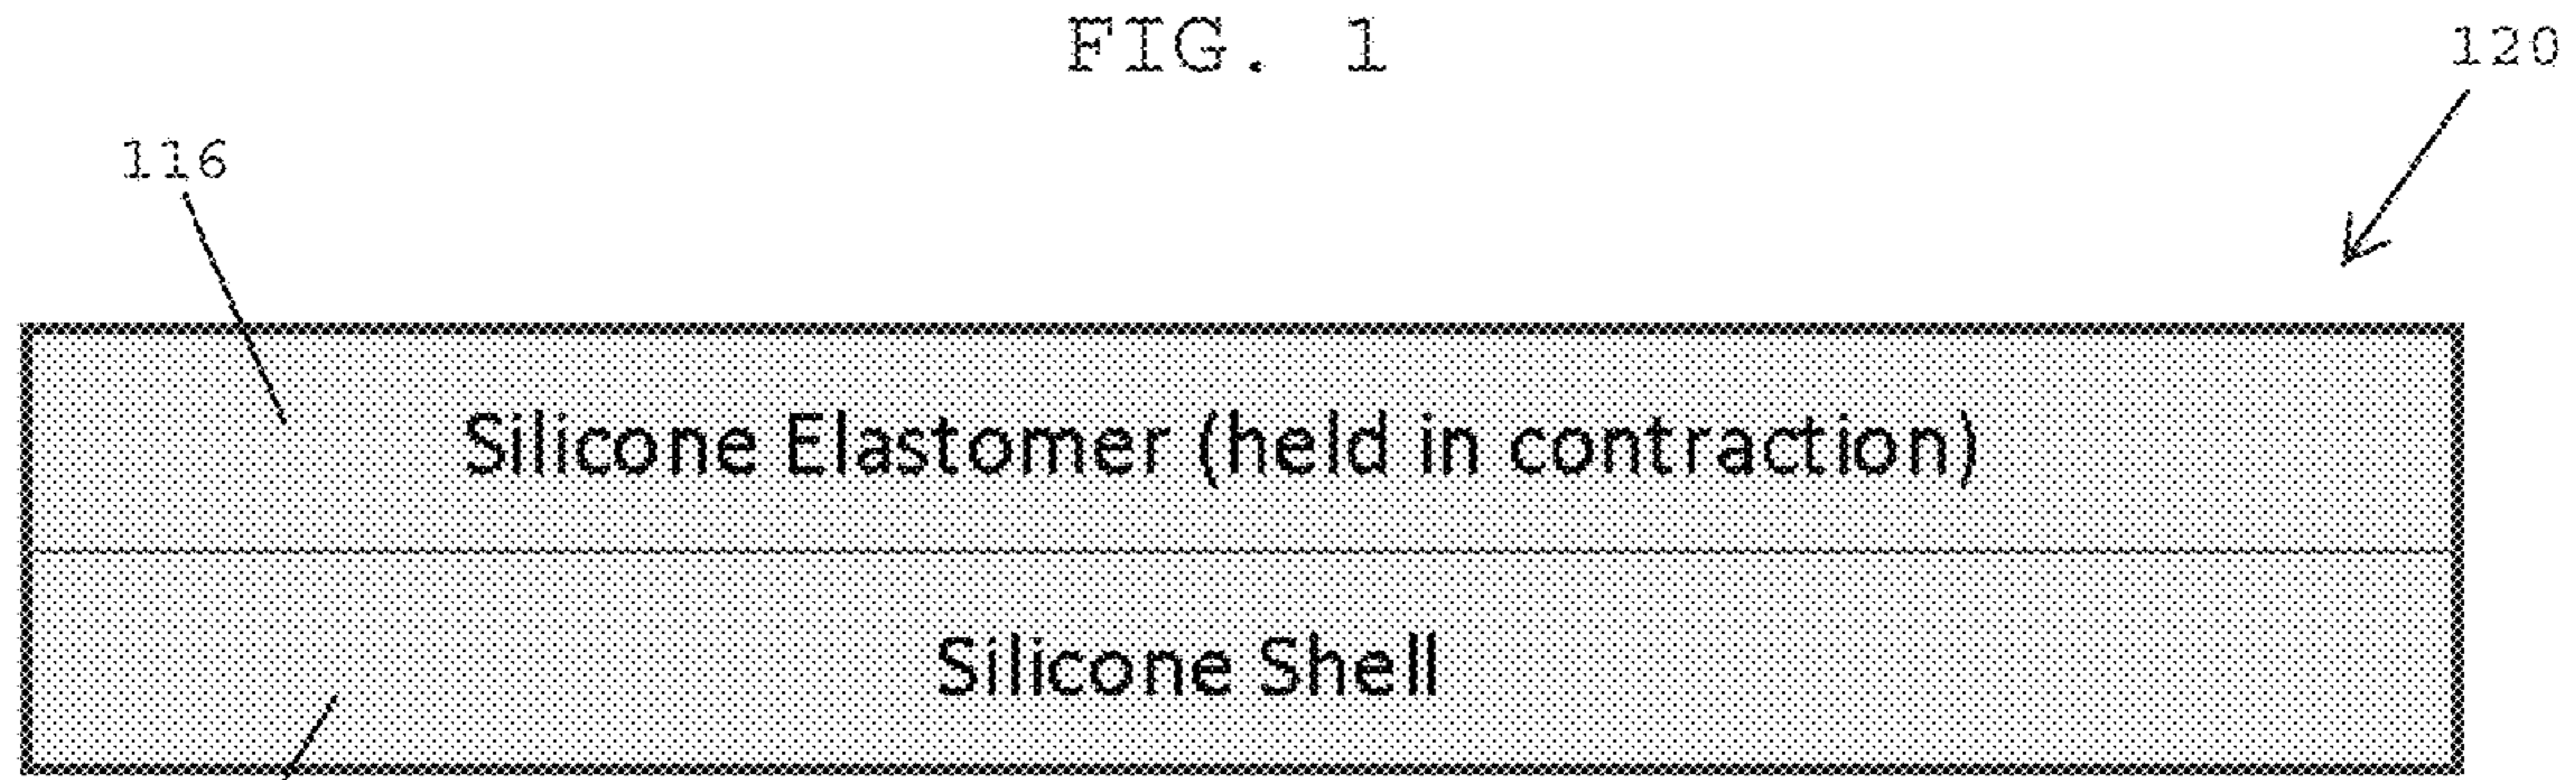 FIG. 1
120
116
Silicone Elastomer (held in contraction)
Silicone Shell